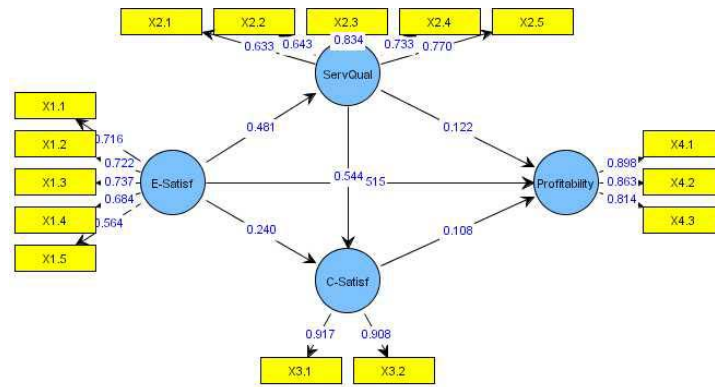 X2.1
X2.2
X2.3
X2.4
X2.5
0.633
0.643
0.834
0.733
0.770
ServQual
X1.1
X1.2
X1.3
X1.4
X1.5
0.716
0.722
0.737
0.684
0.564
E-Satisf
0.481
0.122
0.544
515
0.240
0.108
Profitability
X4.1
X4.2
X4.3
0.898
0.863
0.814
C-Satisf
0.917
0.908
X3.1
X3.2